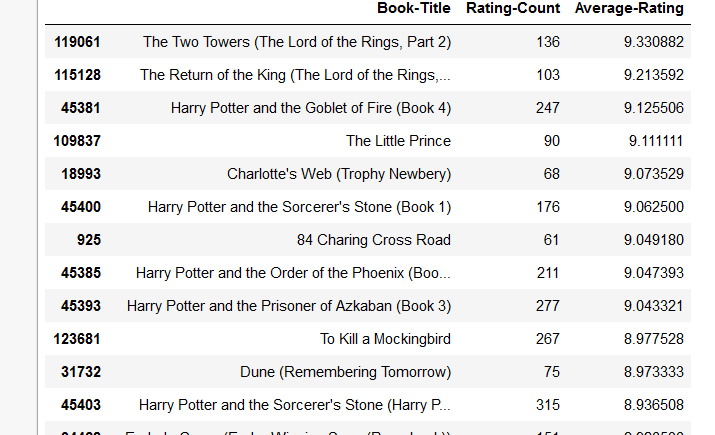 Book-Title Rating-Count Average-Rating
119061 The Two Towers (The Lord of the Rings, Part 2) 136 9.330882
115128 The Return of the King (The Lord of the Rings,... 103 9.213592
45381 Harry Potter and the Goblet of Fire (Book 4) 247 9.125506
109837 The Little Prince 90 9.111111
18993 Charlotte's Web (Trophy Newbery) 68 9.073529
45400 Harry Potter and the Sorcerer's Stone (Book 1) 176 9.062500
925 84 Charing Cross Road 61 9.049180
45385 Harry Potter and the Order of the Phoenix (Boo... 211 9.047393
45393 Harry Potter and the Prisoner of Azkaban (Book 3) 277 9.043321
123681 To Kill a Mockingbird 267 8.977528
31732 Dune (Remembering Tomorrow) 75 8.973333
45403 Harry Potter and the Sorcerer's Stone (Harry P... 315 8.936508